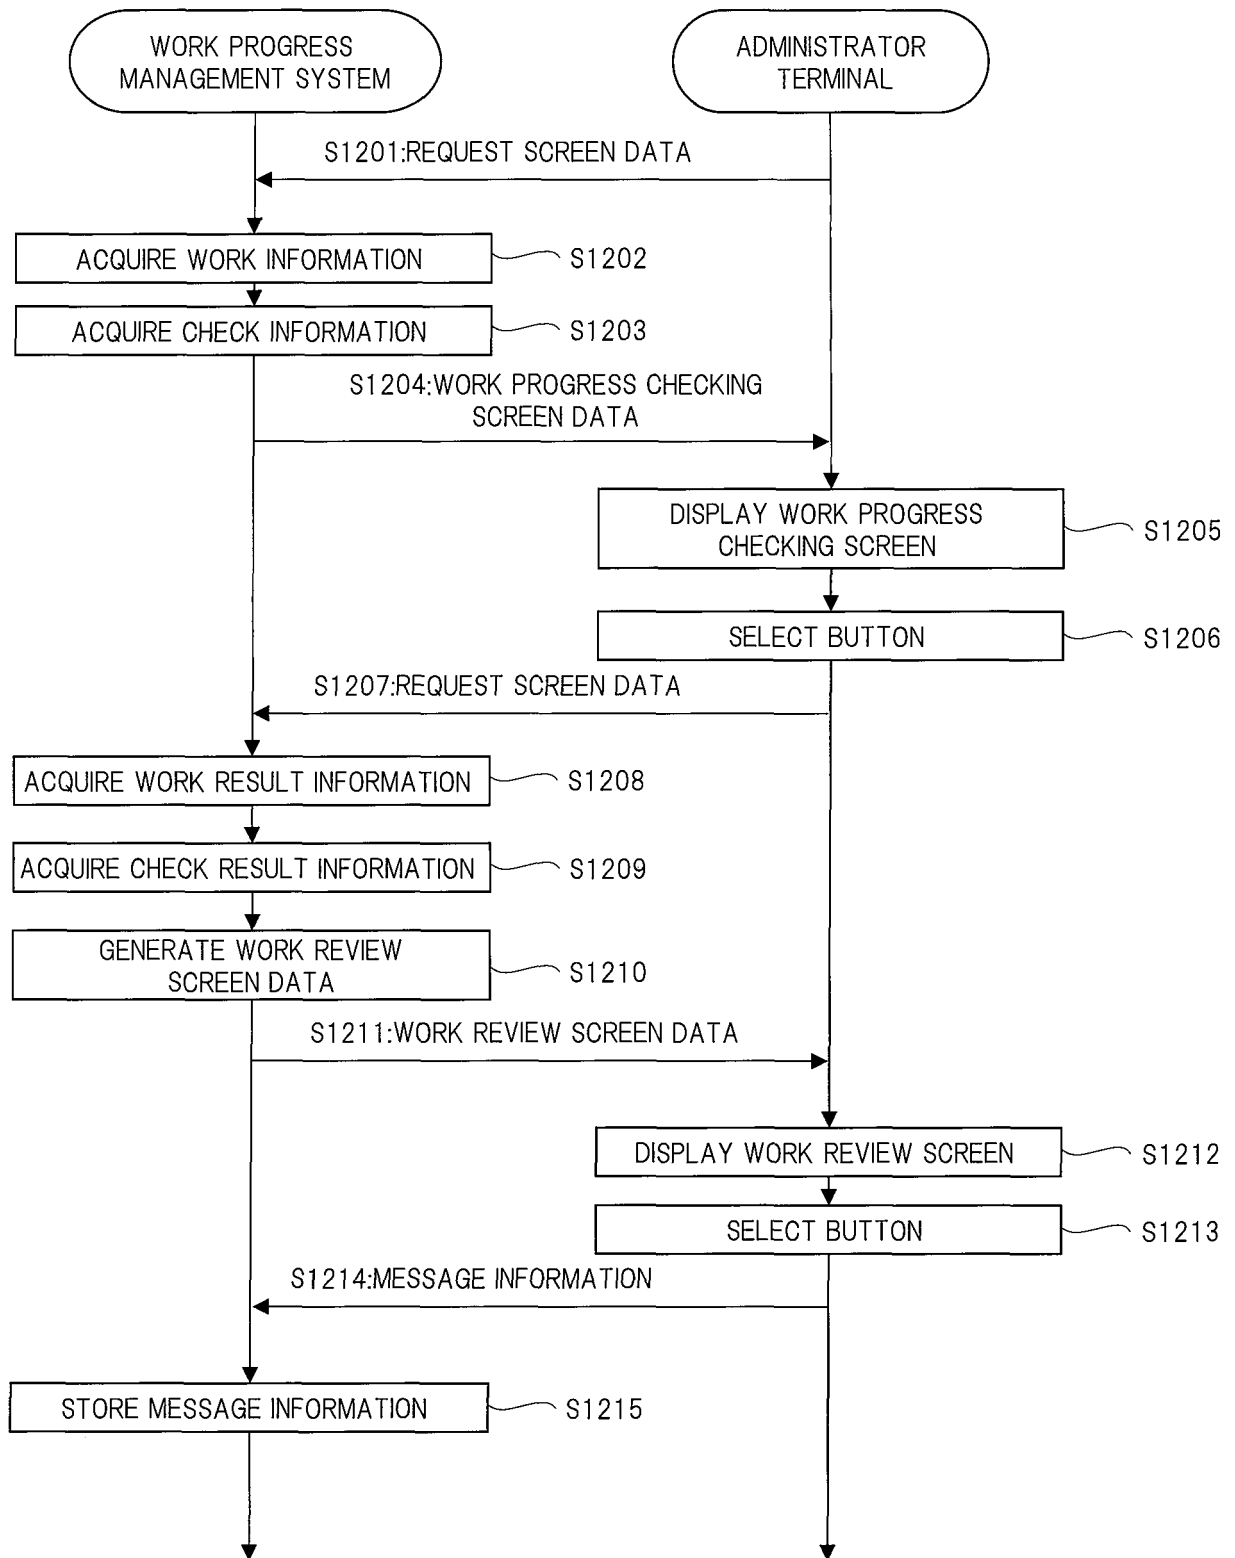 WORK PROGRESS
MANAGEMENT SYSTEM
ADMINISTRATOR
TERMINAL
S1201:REQUEST SCREEN DATA
ACQUIRE WORK INFORMATION
S1202
ACQUIRE CHECK INFORMATION
S1203
S1204:WORK PROGRESS CHECKING
SCREEN DATA
DISPLAY WORK PROGRESS
CHECKING SCREEN
S1205
SELECT BUTTON
S1206
S1207:REQUEST SCREEN DATA
ACQUIRE WORK RESULT INFORMATION
S1208
ACQUIRE CHECK RESULT INFORMATION
S1209
GENERATE WORK REVIEW
SCREEN DATA
S1210
S1211:WORK REVIEW SCREEN DATA
DISPLAY WORK REVIEW SCREEN
S1212
SELECT BUTTON
S1213
S1214:MESSAGE INFORMATION
STORE MESSAGE INFORMATION
S1215